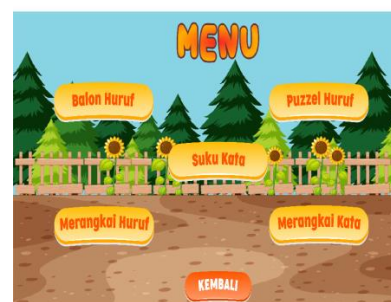 MENU
Balon Huruf
Puzzel Huruf
Suku Kata
Merangkai Huruf
Merangkai Kata
KEMBALI